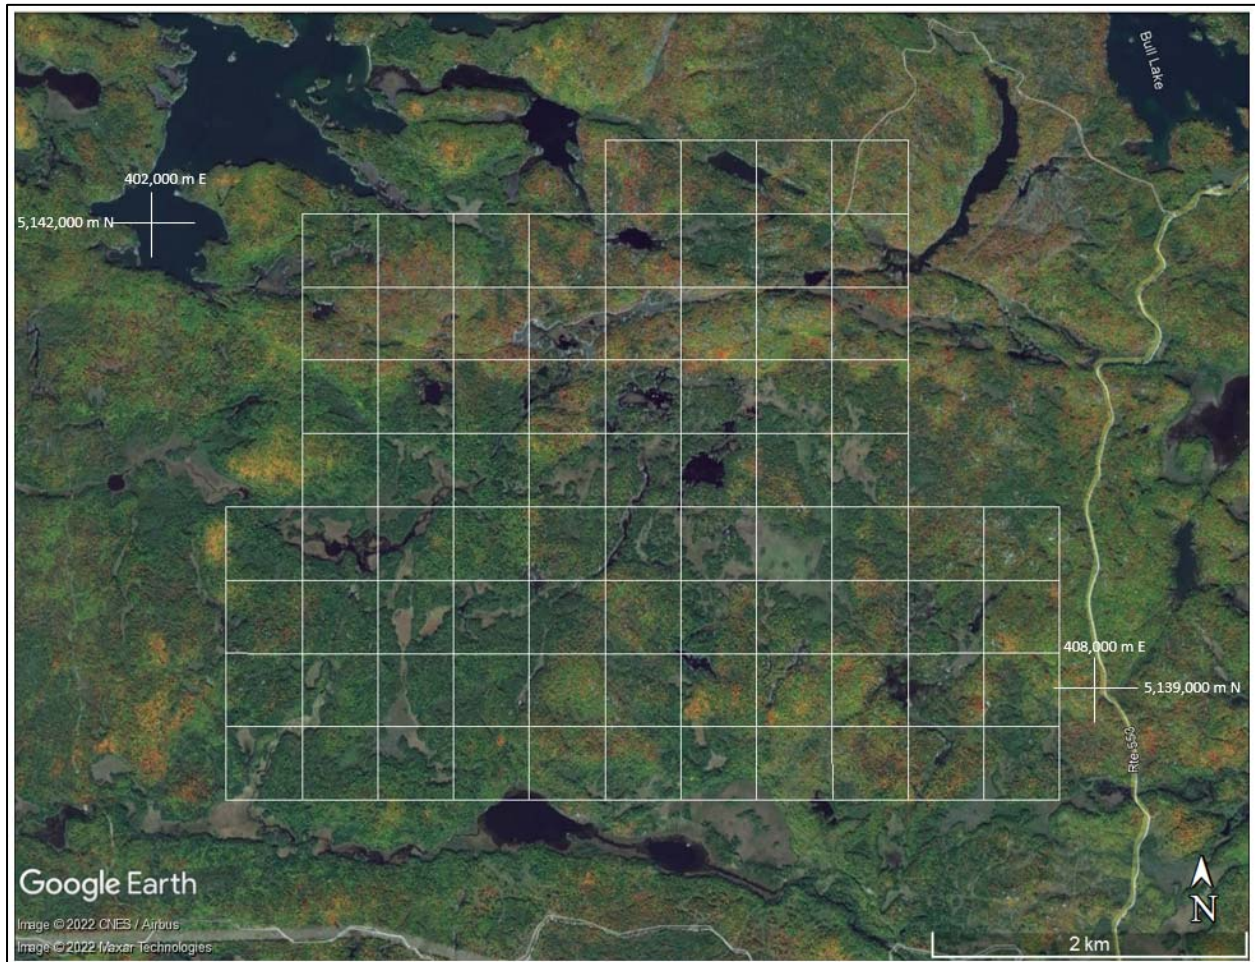 Bull Lake
402,000 m E
5,142,000 m N
408,000 m E
5,139,000 m N
Rte-550
Google Earth
Image © 2022 CNES / Airbus
Image © 2022 Maxar Technologies
N
2 km